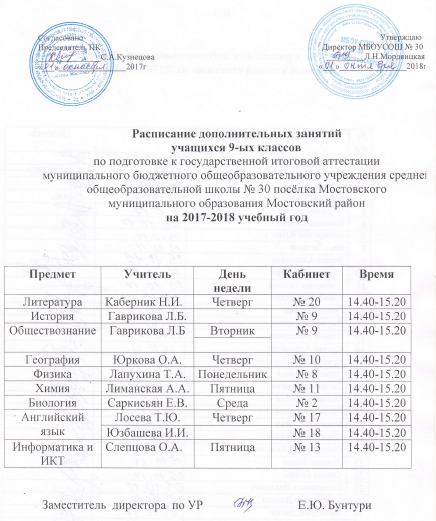 Согласовано Утверждаю
Председатель ПК Директор МБОУСОШ № 30
С.А.Кузнецова Л.Н.Мордовицкая
2017г « 01 » октября 2018г
Расписание дополнительных занятий
учащихся 9-ых классов
по подготовке к государственной итоговой аттестации
муниципального бюджетного общеобразовательного учреждения средне
общеобразовательной школы № 30 посёлка Мостовского
муниципального образования Мостовский район
на 2017-2018 учебный год
Предмет Учитель День недели Кабинет Время
Литература Каберник Н.И. Четверг № 20 14.40-15.20
История Гаврикова Л.Б. № 9 14.40-15.20
Обществознание Гаврикова Л.Б Вторник № 9 14.40-15.20
География Юркова О.А. Четверг № 10 14.40-15.20
Физика Лапухина Т.А. Понедельник № 8 14.40-15.20
Химия Лиманская А.А. Пятница № 11 14.40-15.20
Биология Саркисьян Е.В. Среда № 2 14.40-15.20
Английский язык Лосева Т.Ю. Четверг № 17 14.40-15.20
Юзбашева И.И. № 18 14.40-15.20
Информатика и ИКТ Слепцова О.А. Пятница № 13 14.40-15.20
Заместитель директора по УР Е.Ю. Бунтури